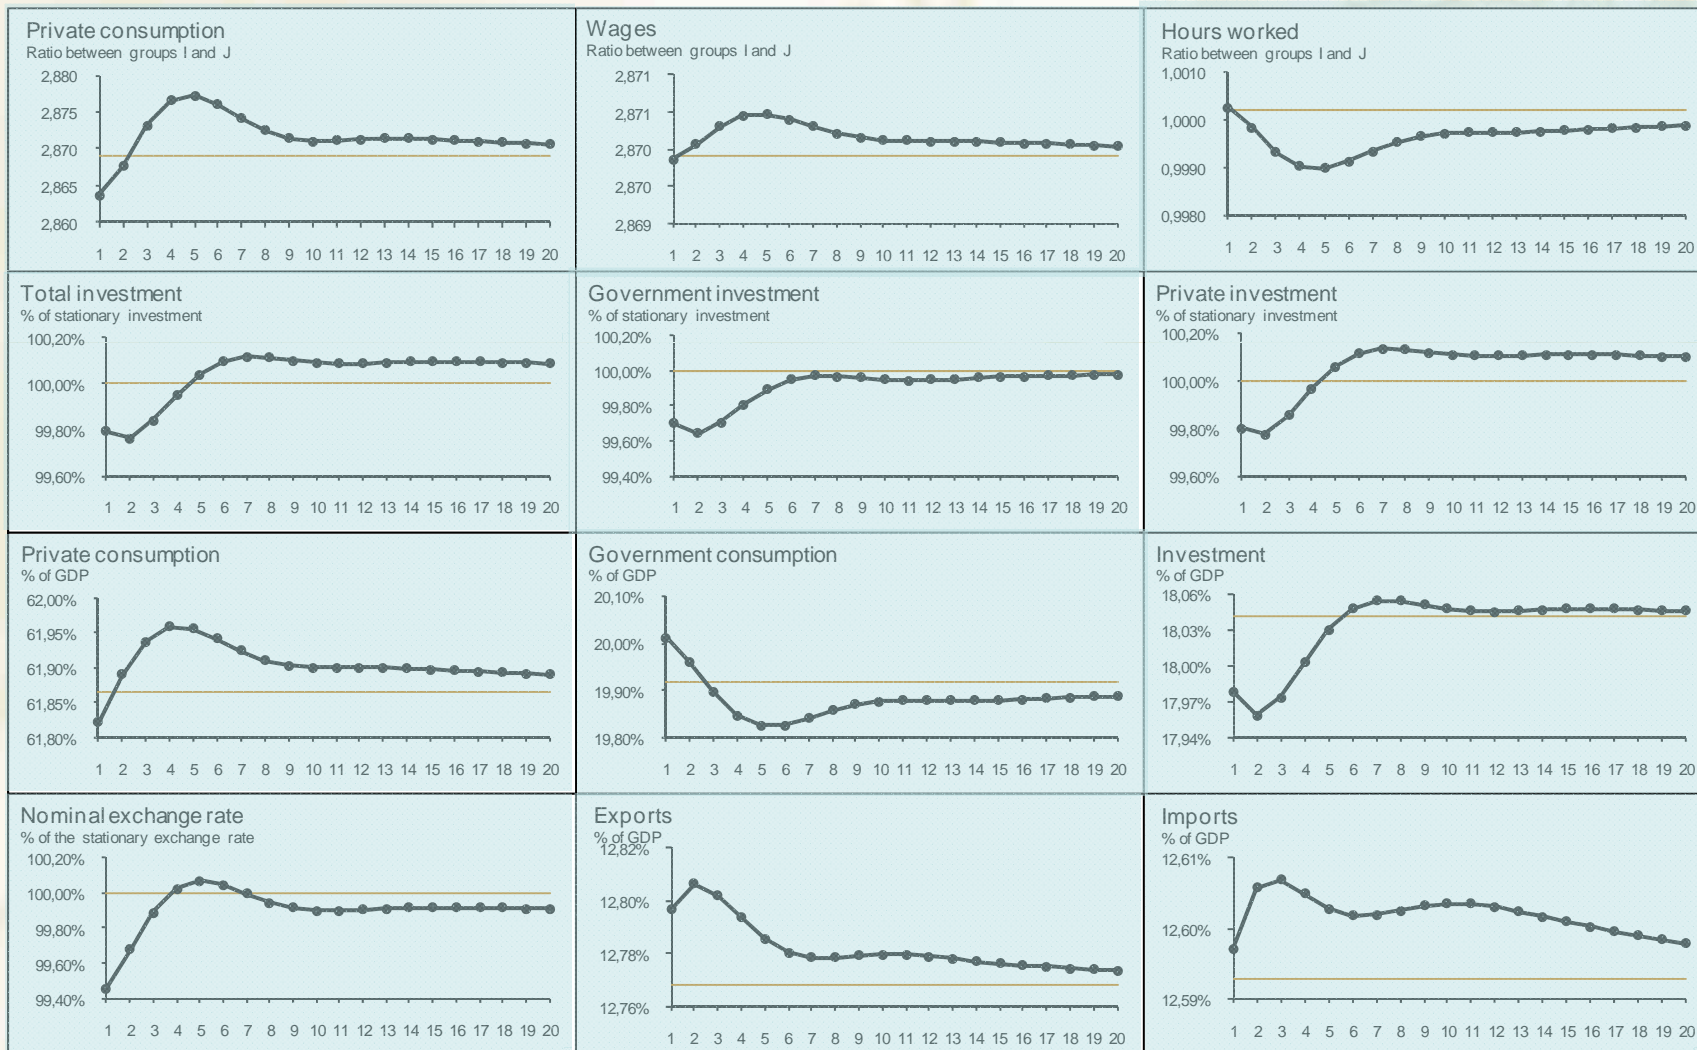 Private consumption
Ratio between groups I and J
2,880
2,875
2,870
2,865
2,860
1 2 3 4 5 6 7 8 9 10 11 12 13 14 15 16 17 18 19 20
Wages
Ratio between groups I and J
2,871
2,871
2,870
2,870
2,869
1 2 3 4 5 6 7 8 9 10 11 12 13 14 15 16 17 18 19 20
Hours worked
Ratio between groups I and J
1,0010
1,0000
0,9990
0,9980
1 2 3 4 5 6 7 8 9 10 11 12 13 14 15 16 17 18 19 20
Total investment
% of stationary investment
100,20%
100,00%
99,80%
99,60%
1 2 3 4 5 6 7 8 9 10 11 12 13 14 15 16 17 18 19 20
Government investment
% of stationary investment
100,20%
100,00%
99,80%
99,60%
99,40%
1 2 3 4 5 6 7 8 9 10 11 12 13 14 15 16 17 18 19 20
Private investment
% of stationary investment
100,20%
100,00%
99,80%
99,60%
1 2 3 4 5 6 7 8 9 10 11 12 13 14 15 16 17 18 19 20
Private consumption
% of GDP
62,00%
61,95%
61,90%
61,85%
61,80%
1 2 3 4 5 6 7 8 9 10 11 12 13 14 15 16 17 18 19 20
Government consumption
% of GDP
20,10%
20,00%
19,90%
19,80%
1 2 3 4 5 6 7 8 9 10 11 12 13 14 15 16 17 18 19 20
Investment
% of GDP
18,06%
18,03%
18,00%
17,97%
17,94%
1 2 3 4 5 6 7 8 9 10 11 12 13 14 15 16 17 18 19 20
Nominal exchange rate
% of the stationary exchange rate
100,20%
100,00%
99,80%
99,60%
99,40%
1 2 3 4 5 6 7 8 9 10 11 12 13 14 15 16 17 18 19 20
Exports
% of GDP
12,82%
12,80%
12,78%
12,76%
1 2 3 4 5 6 7 8 9 10 11 12 13 14 15 16 17 18 19 20
Imports
% of GDP
12,61%
12,60%
12,59%
1 2 3 4 5 6 7 8 9 10 11 12 13 14 15 16 17 18 19 20